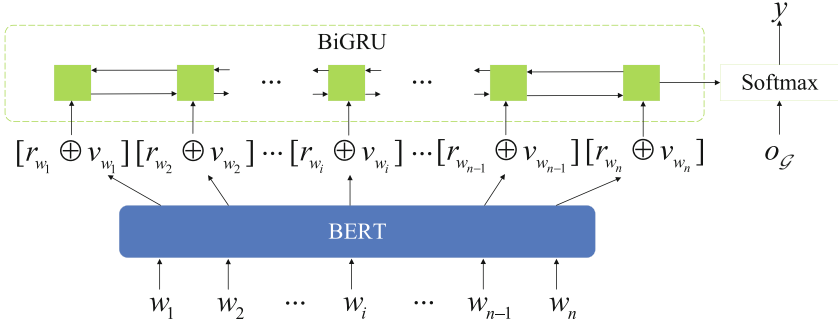 y
BiGRU
... ...
Softmax
[r_{w_1} ⊕ v_{w_1}] [r_{w_2} ⊕ v_{w_2}] ... [r_{w_i} ⊕ v_{w_i}] ... [r_{w_{n-1}} ⊕ v_{w_{n-1}}] [r_{w_n} ⊕ v_{w_n}] o_𝒢
BERT
w_1 w_2 ... w_i ... w_{n-1} w_n